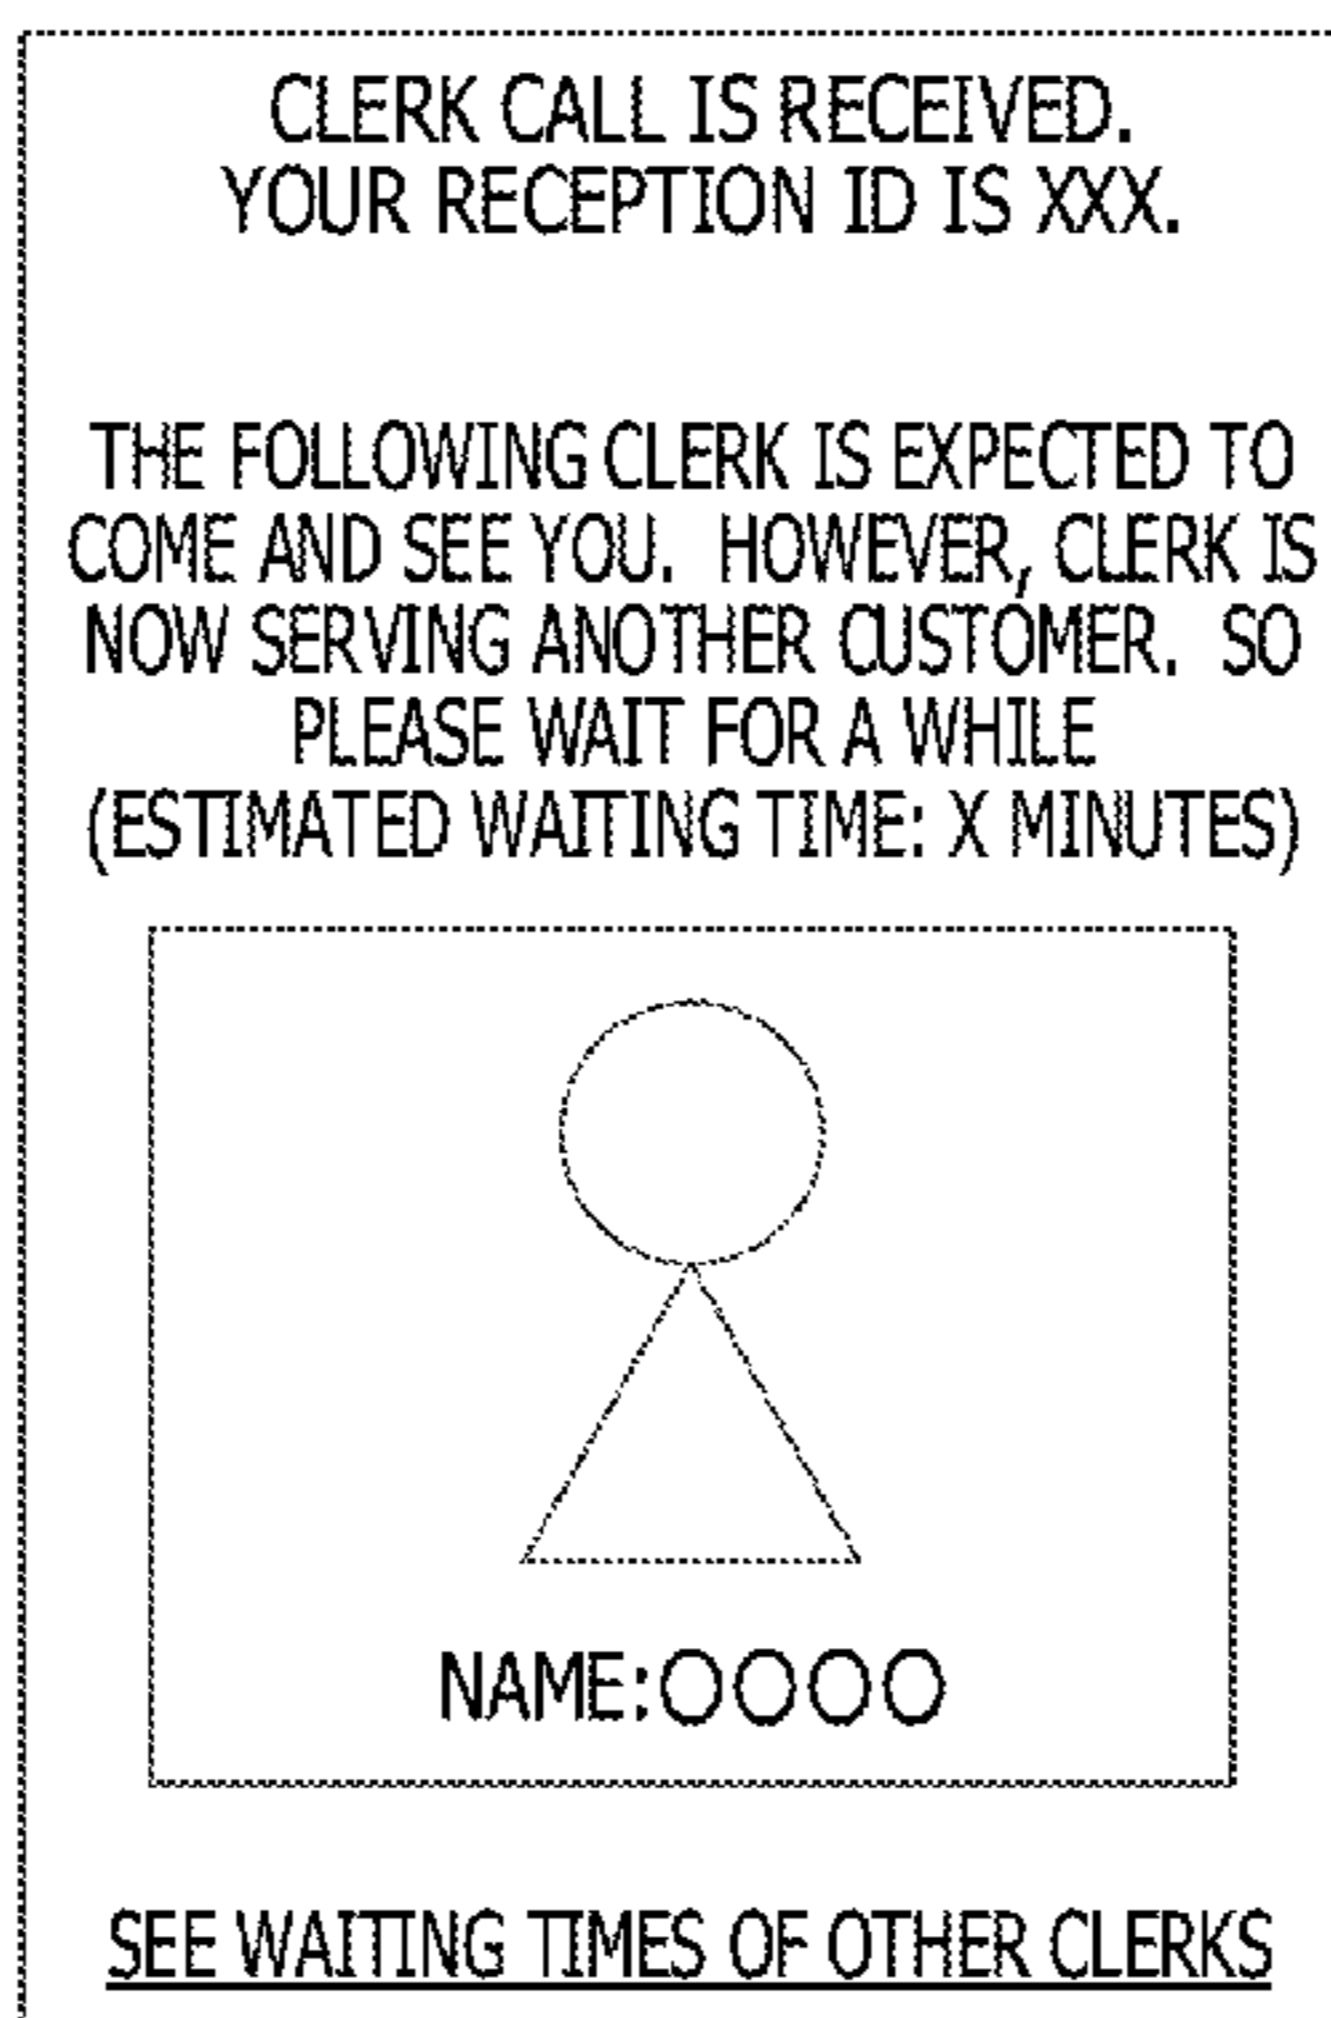 CLERK CALL IS RECEIVED.
YOUR RECEPTION ID IS XXX.
THE FOLLOWING CLERK IS EXPECTED TO
COME AND SEE YOU. HOWEVER, CLERK IS
NOW SERVING ANOTHER CUSTOMER. SO
PLEASE WAIT FOR A WHILE
(ESTIMATED WAITING TIME: X MINUTES)
NAME:○○○○
SEE WAITING TIMES OF OTHER CLERKS